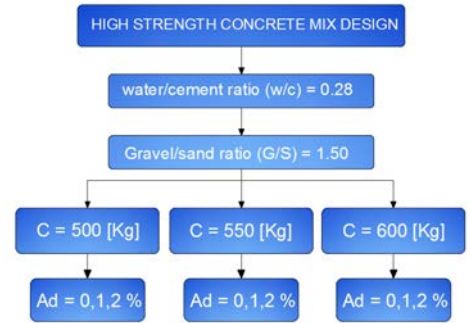 HIGH STRENGTH CONCRETE MIX DESIGN
water/cement ratio (w/c) = 0.28
Gravel/sand ratio (G/S) = 1.50
C = 500 [Kg]
C = 550 [Kg]
C = 600 [Kg]
Ad = 0,1,2 %
Ad = 0,1,2 %
Ad = 0,1,2 %